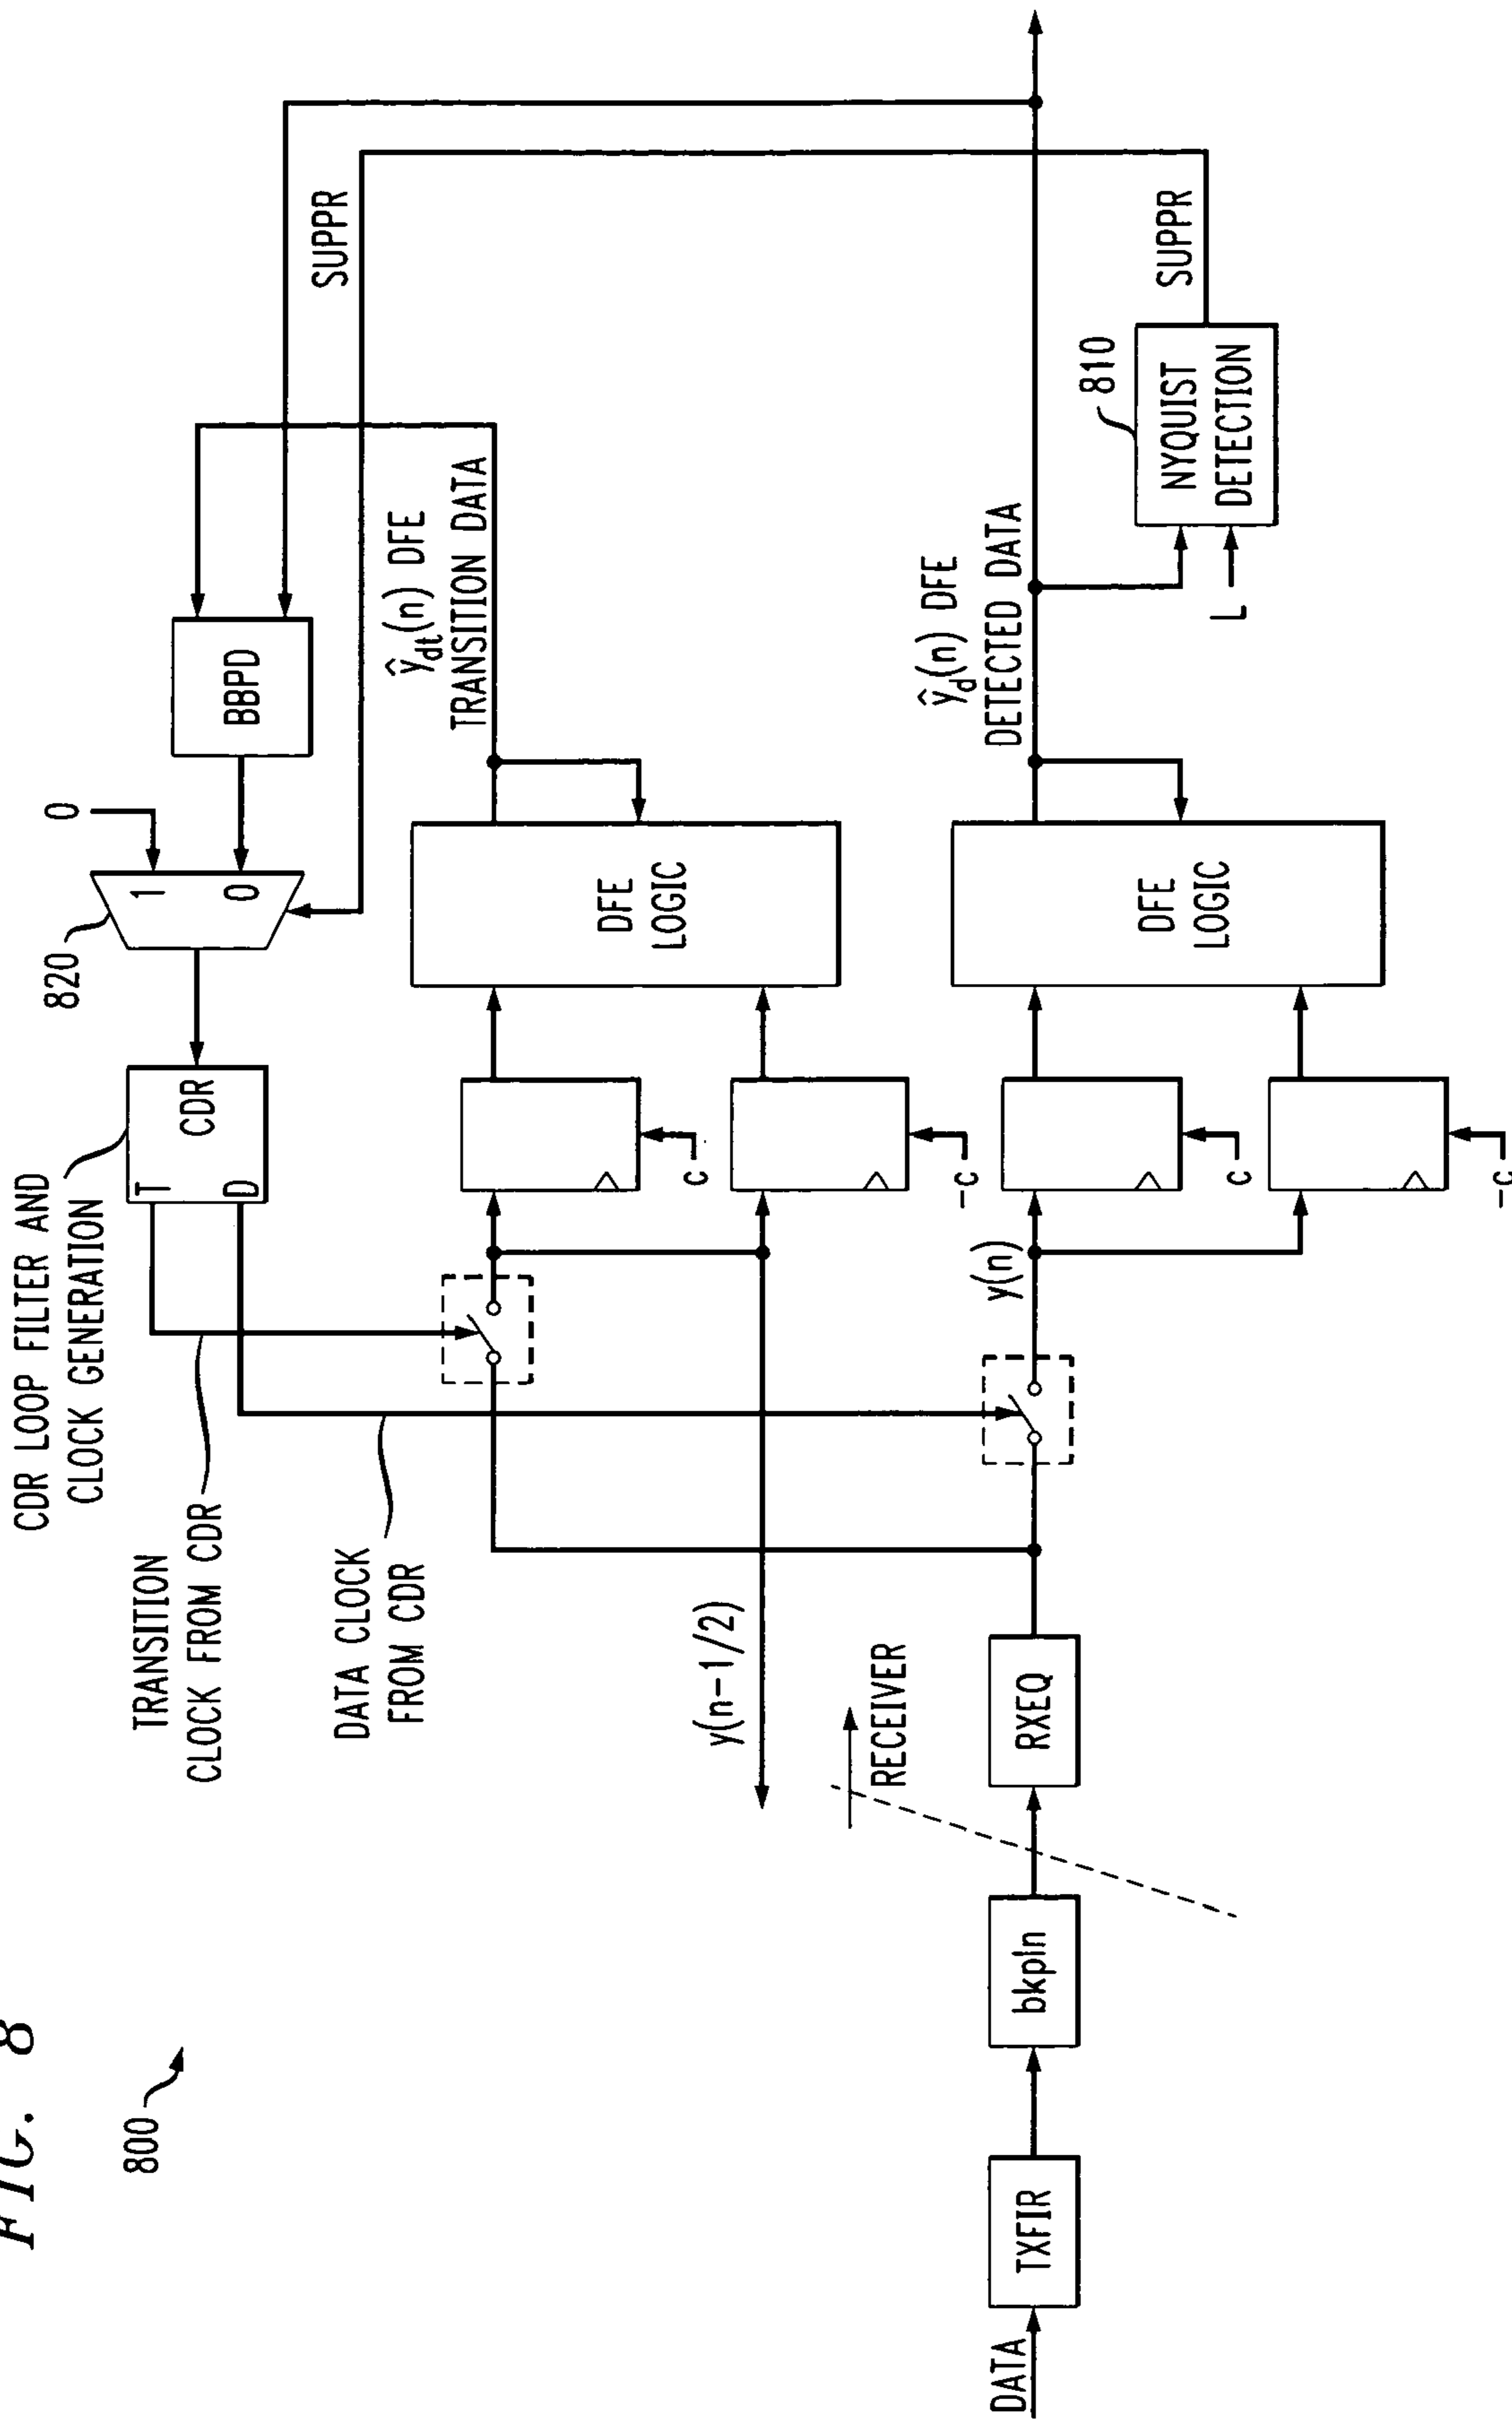 FIG. 8
800
CDR LOOP FILTER AND
CLOCK GENERATION
TRANSITION
CLOCK FROM CDR
DATA CLOCK
FROM CDR
T
D
CDR
820
1
0
0
BBPD
SUPPR
ŷdt(n) DFE
TRANSITION DATA
DFE
LOGIC
c
-c
y(n-1/2)
RECEIVER
DATA
TXFIR
bkpln
RXEQ
y(n)
c
-c
DFE
LOGIC
ŷd(n) DFE
DETECTED DATA
L
NYQUIST
DETECTION
810
SUPPR